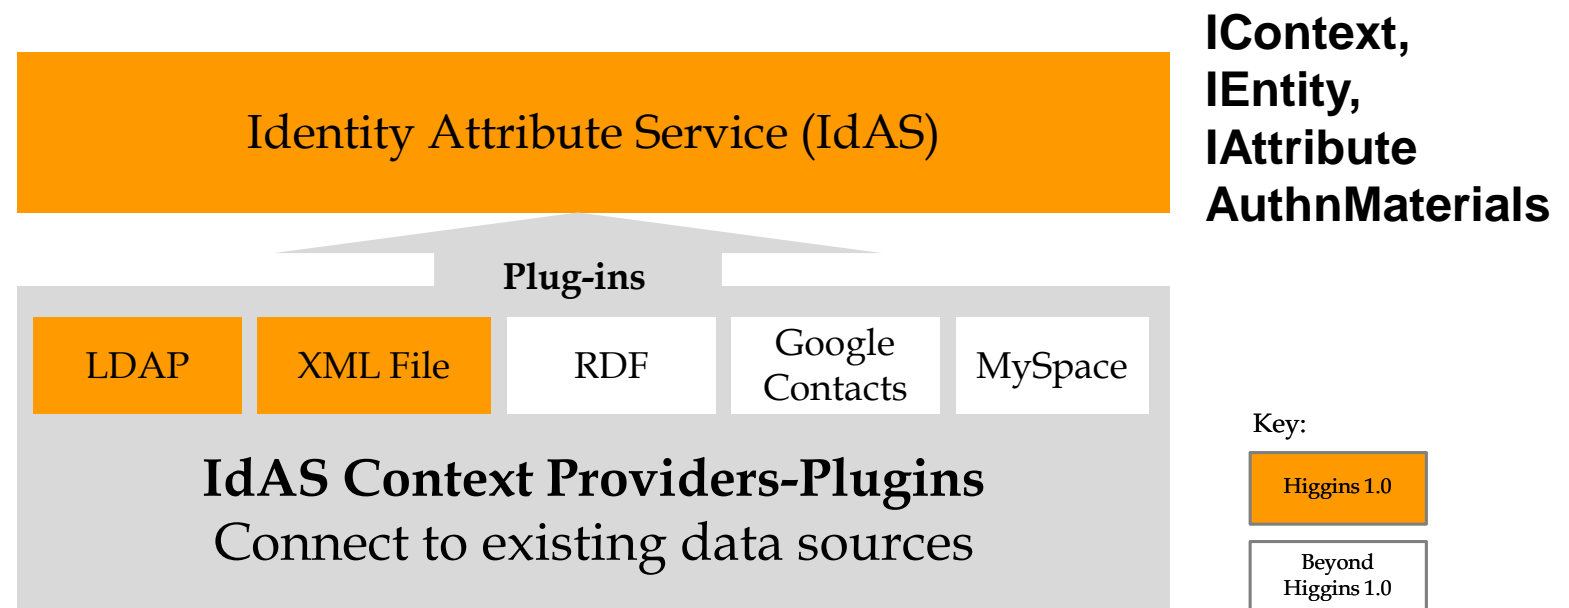 IContext,
IEntity,
IAttribute
AuthnMaterials
Identity Attribute Service (IdAS)
Plug-ins
LDAP
XML File
RDF
Google
Contacts
MySpace
IdAS Context Providers-Plugins
Connect to existing data sources
Key:
Higgins 1.0
Beyond
Higgins 1.0